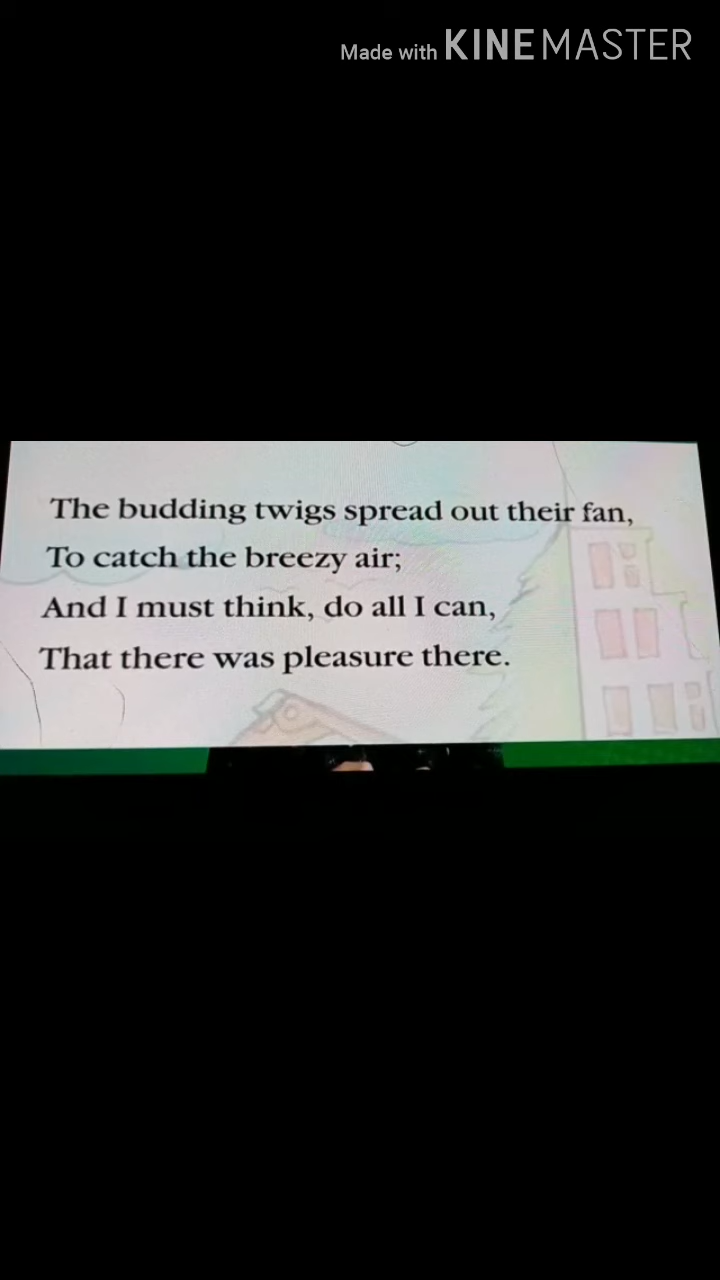 Made with KINEMASTER
The budding twigs spread out their fan,
To catch the breezy air;
And I must think, do all I can,
That there was pleasure there.